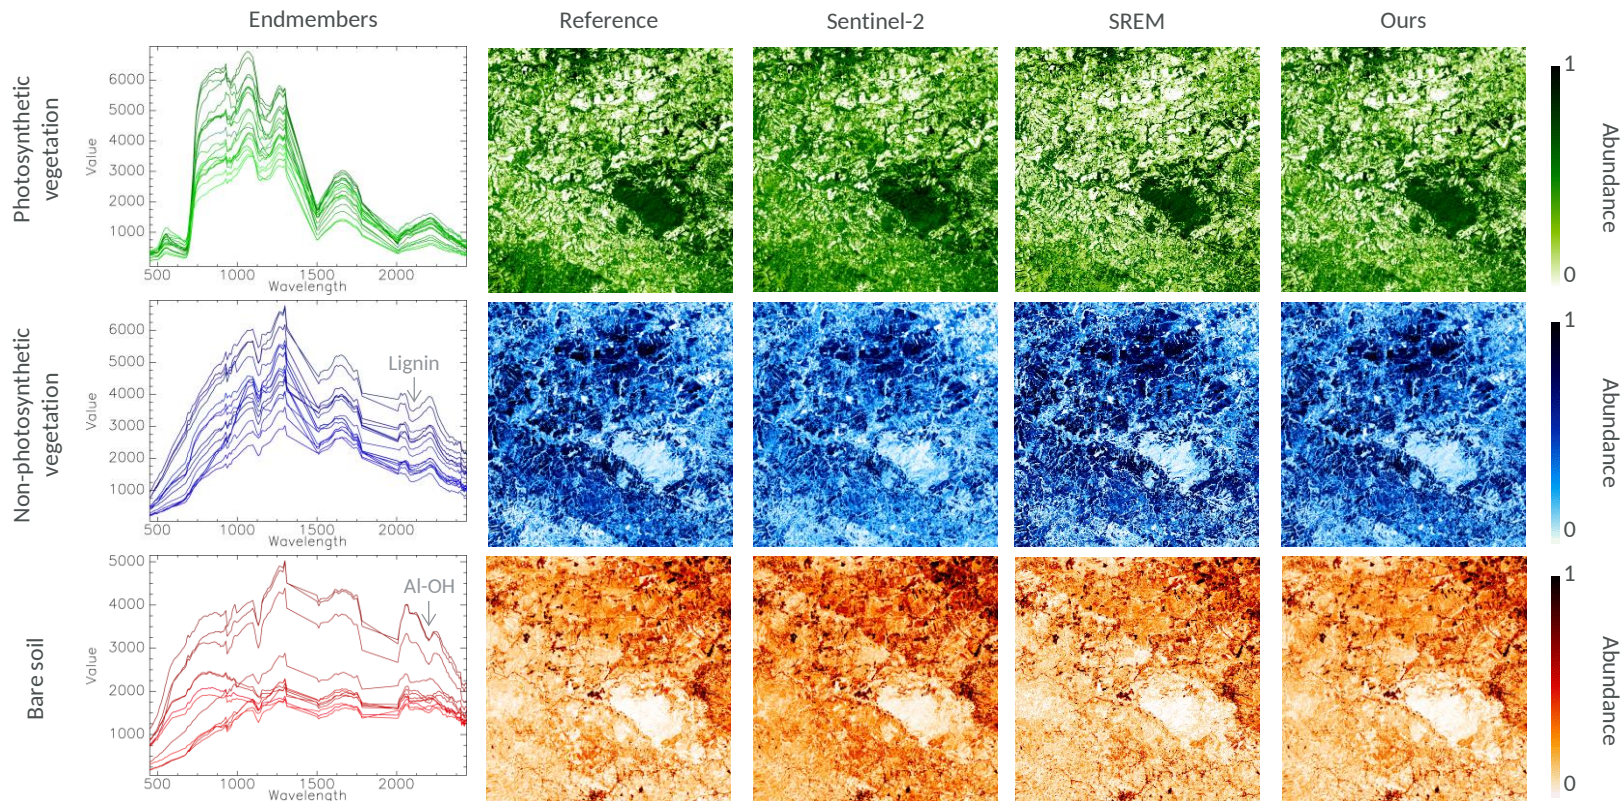 Endmembers
Reference
Sentinel-2
SREM
Ours
Photosynthetic
vegetation
Value
6000
5000
4000
3000
2000
1000
500
1000
1500
2000
Wavelength
1
Abundance
0
Non-photosynthetic
vegetation
Value
6000
5000
4000
3000
2000
1000
Lignin
500
1000
1500
2000
Wavelength
1
Abundance
0
Bare soil
Value
5000
4000
3000
2000
1000
Al-OH
500
1000
1500
2000
Wavelength
1
Abundance
0